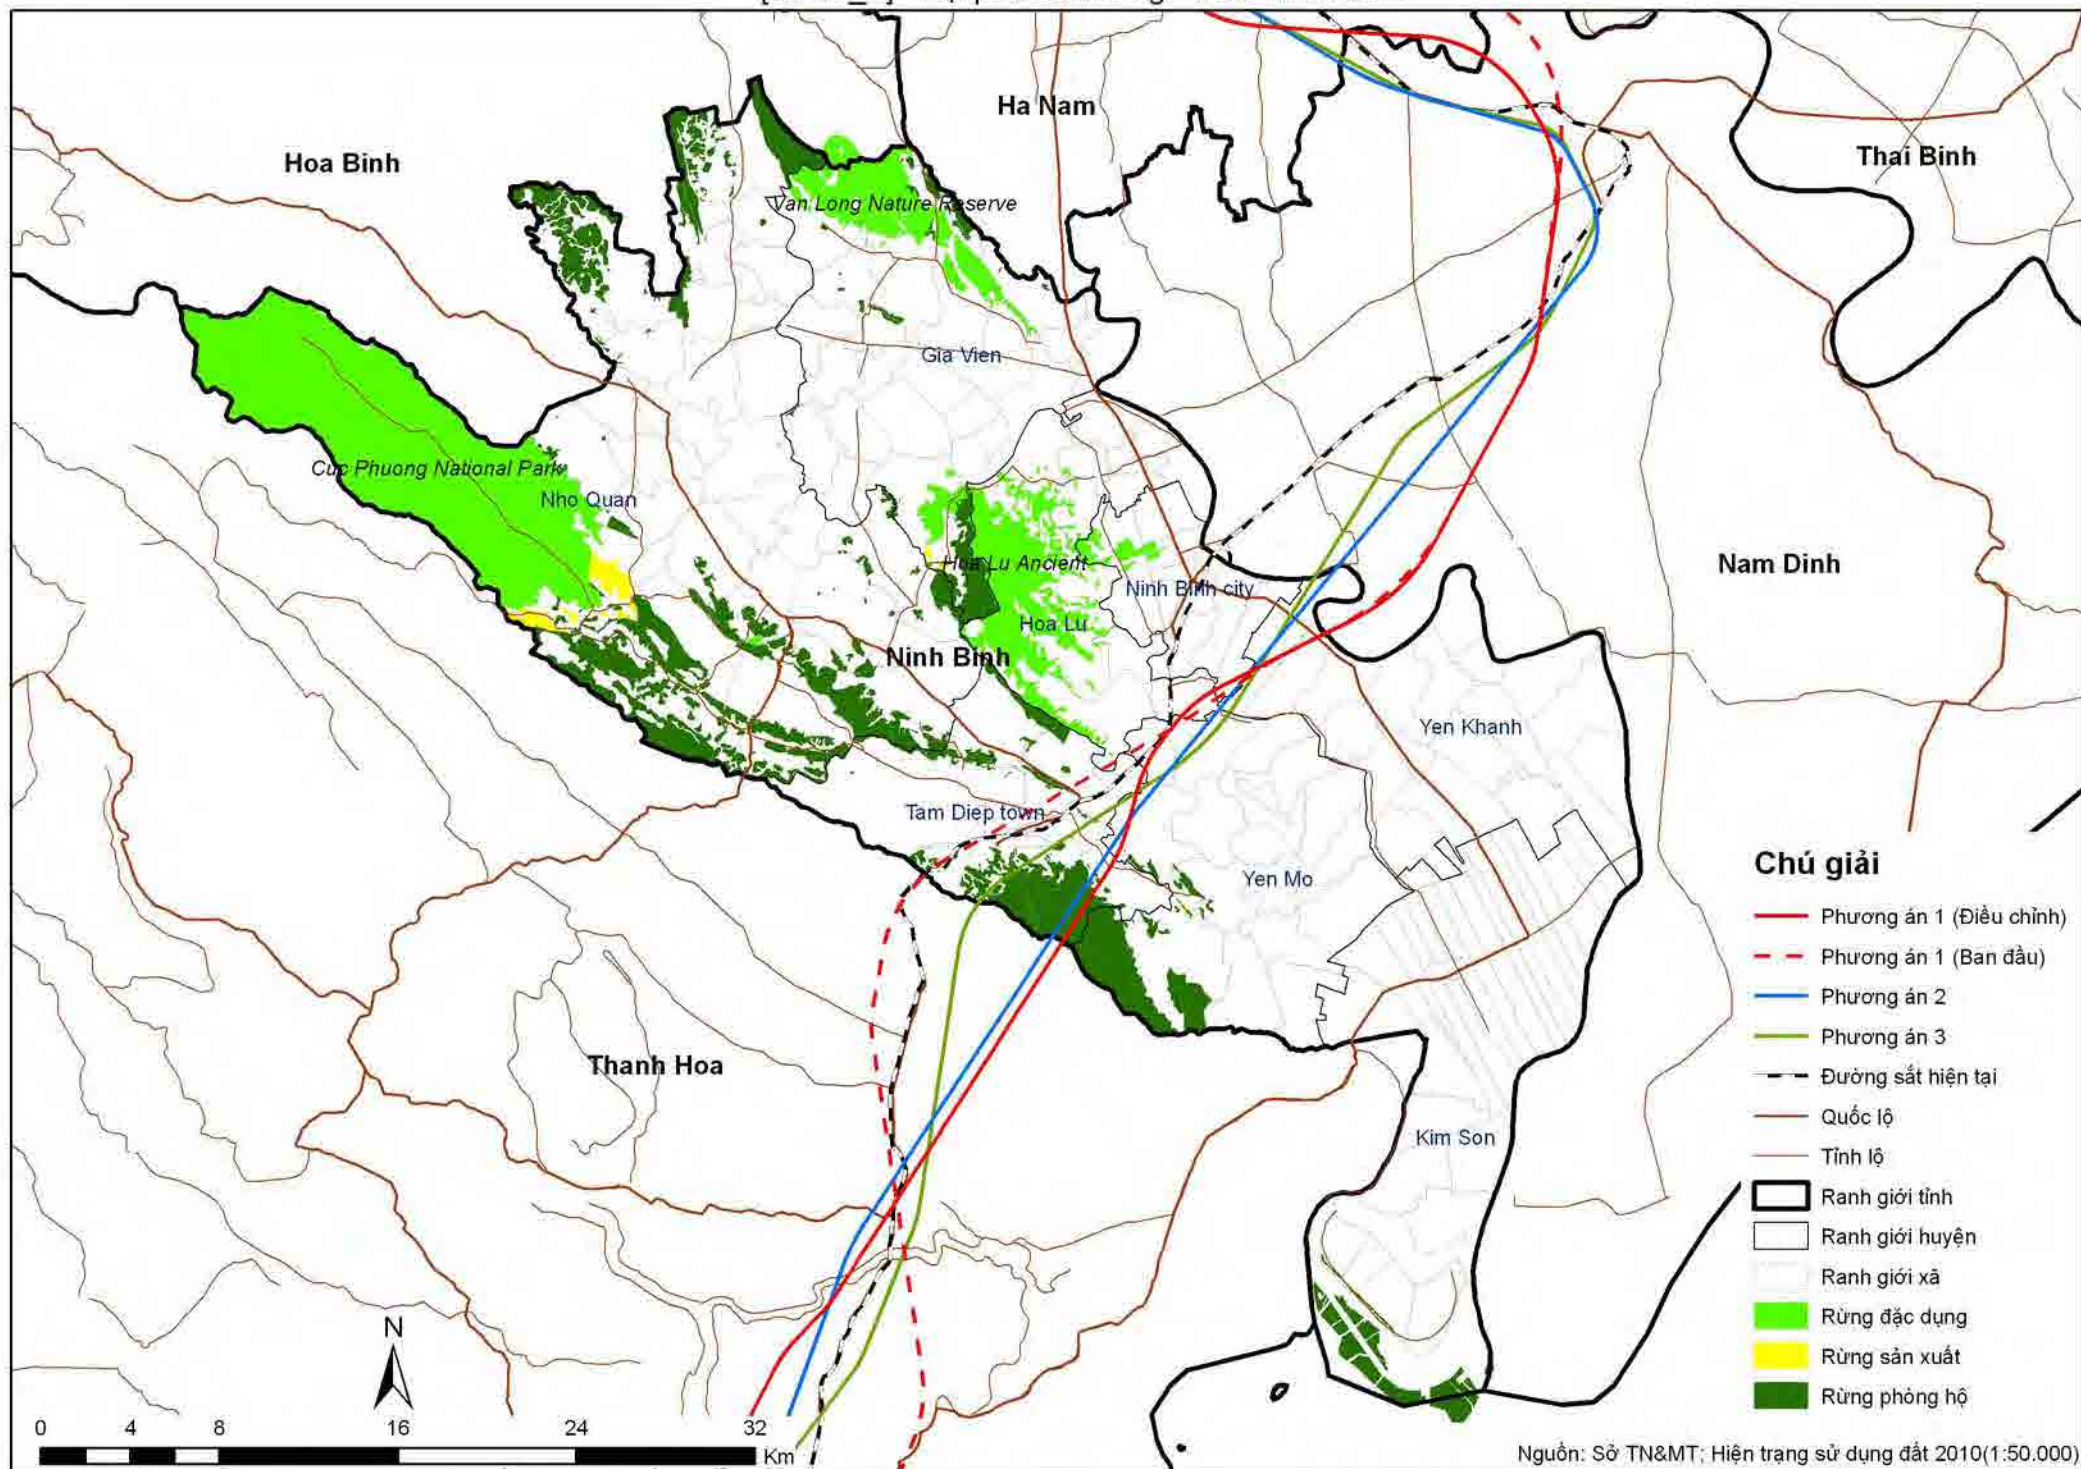 Ha Nam
Hoa Binh
Thai Binh
Van Long Nature Reserve
Gia Vien
Cuc Phuong National Park
Nho Quan
Hoa Lu Ancient
Nam Dinh
Ninh Binh city
Hoa Lu
Ninh Binh
Yen Khanh
Tam Diep town
Yen Mo
Thanh Hoa
Kim Son
Chú giải
Phương án 1 (Điều chỉnh)
Phương án 1 (Ban đầu)
Phương án 2
Phương án 3
Đường sắt hiện tại
Quốc lộ
Tỉnh lộ
Ranh giới tỉnh
Ranh giới huyện
Ranh giới xã
Rừng đặc dụng
Rừng sản xuất
Rừng phòng hộ
N
0 4 8 16 24 32
Km
Nguồn: Sở TN&MT; Hiện trạng sử dụng đất 2010(1:50.000)